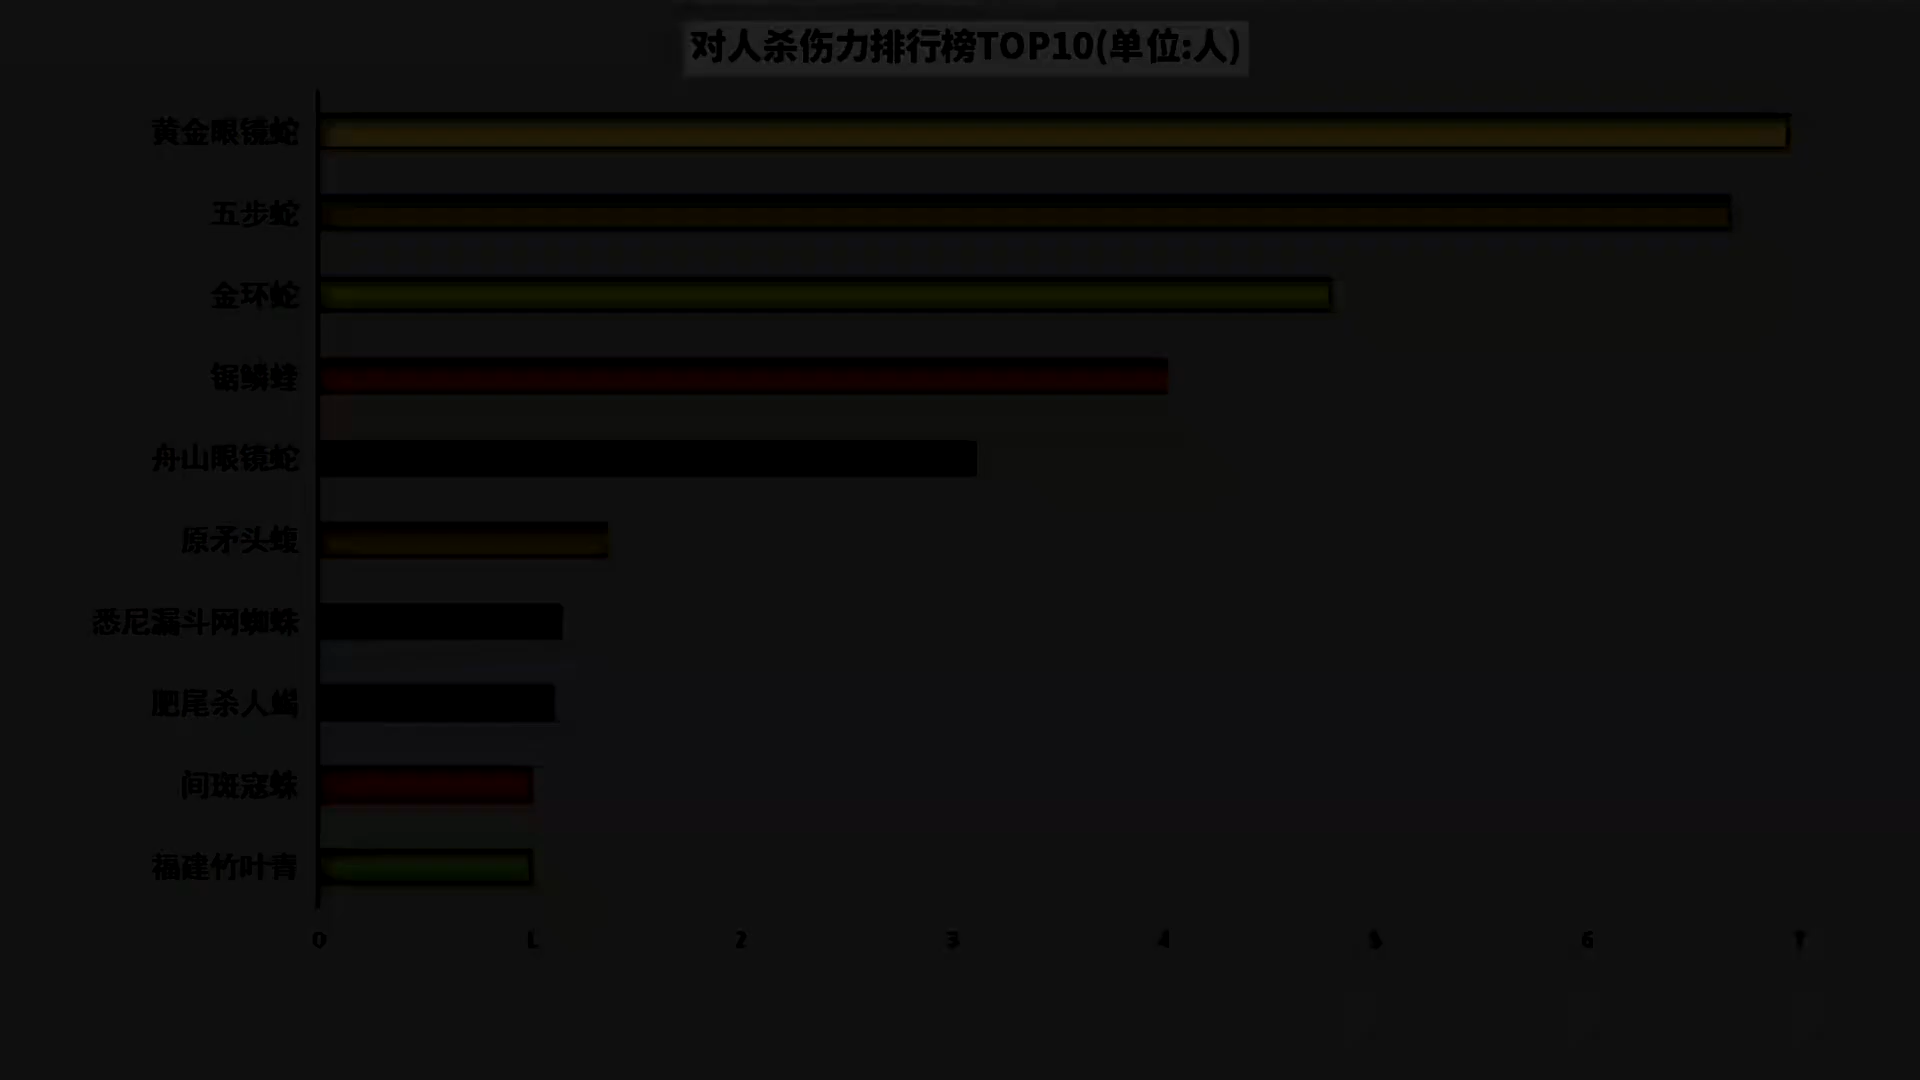 对人杀伤力排行榜TOP10(单位:人)
黄金眼镜蛇
五步蛇
金环蛇
锯鳞蝰
舟山眼镜蛇
原矛头蝮
悉尼漏斗网蜘蛛
肥尾杀人蝎
间斑寇蛛
福建竹叶青
0 1 2 3 4 5 6 7